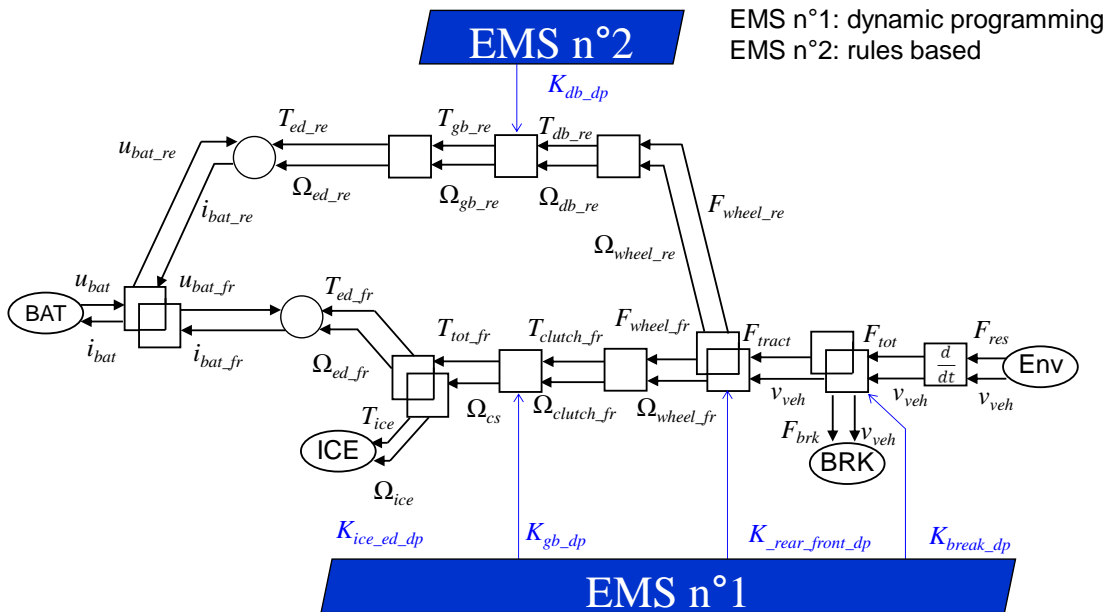 EMS n°1: dynamic programming
EMS n°2: rules based
EMS n°2
K_db_dp
T_ed_re
T_gb_re
T_db_re
u_bat_re
Ω_ed_re
Ω_gb_re
Ω_db_re
i_bat_re
F_wheel_re
Ω_wheel_re
u_bat
u_bat_fr
T_ed_fr
BAT
T_tot_fr
T_clutch_fr
F_wheel_fr
F_tract
F_tot
F_res
i_bat
i_bat_fr
Ω_ed_fr
d/dt
Env
Ω_cs
Ω_clutch_fr
Ω_wheel_fr
v_veh
v_veh
v_veh
T_ice
F_brk
v_veh
ICE
BRK
Ω_ice
K_ice_ed_dp
K_gb_dp
K_rear_front_dp
K_break_dp
EMS n°1